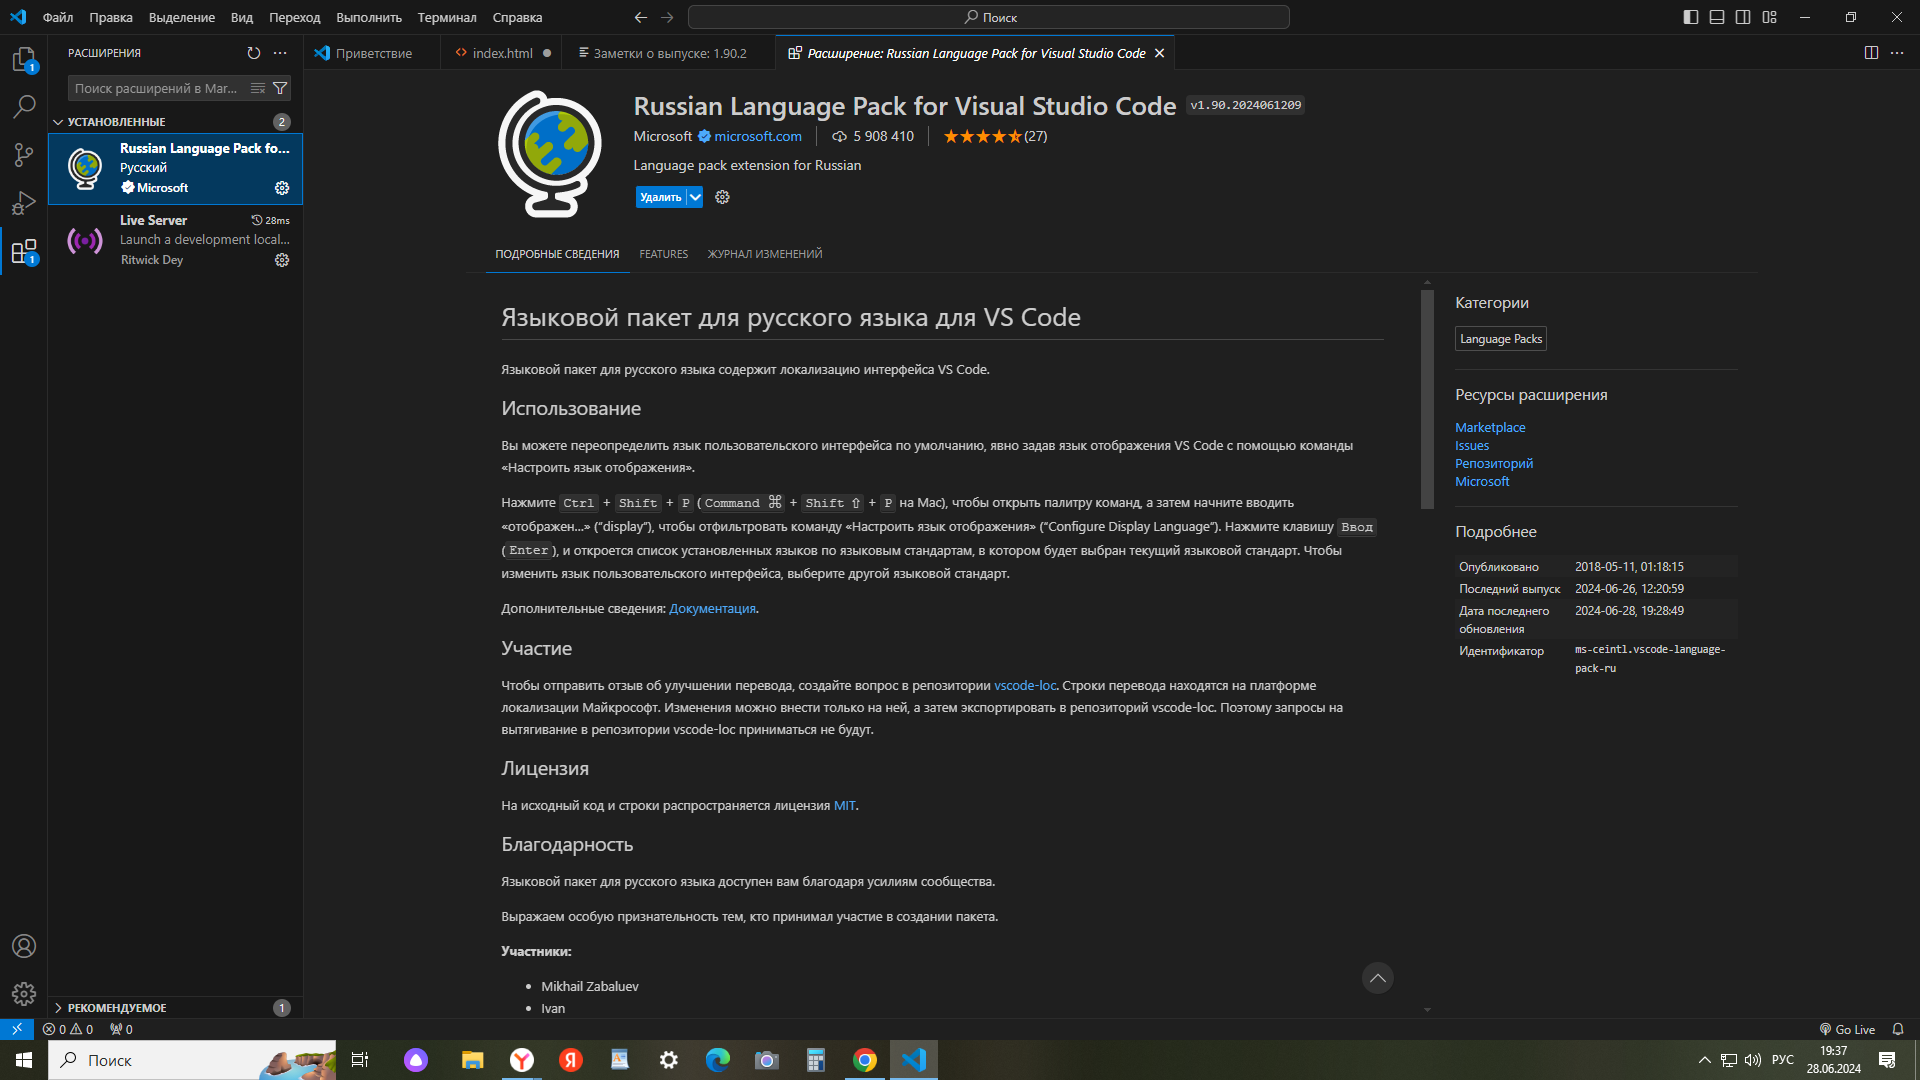 Файл Правка Выделение Вид Переход Выполнить Терминал Справка Поиск
РАСШИРЕНИЯ
Приветствие index.html Заметки о выпуске: 1.90.2 Расширение: Russian Language Pack for Visual Studio Code
Поиск расширений в Mar...
УСТАНОВЛЕННЫЕ 2
Russian Language Pack fo...
Русский
Microsoft
Live Server 28ms
Launch a development local...
Ritwick Dey
1
1
Russian Language Pack for Visual Studio Code v1.90.2024061209
Microsoft microsoft.com 5 908 410 (27)
Language pack extension for Russian
Удалить
ПОДРОБНЫЕ СВЕДЕНИЯ FEATURES ЖУРНАЛ ИЗМЕНЕНИЙ
Языковой пакет для русского языка для VS Code
Языковой пакет для русского языка содержит локализацию интерфейса VS Code.
Использование
Вы можете переопределить язык пользовательского интерфейса по умолчанию, явно задав язык отображения VS Code с помощью команды
«Настроить язык отображения».
Нажмите Ctrl + Shift + P (Command ⌘ + Shift ⇧ + P на Mac), чтобы открыть палитру команд, а затем начните вводить
«отображен...» ("display"), чтобы отфильтровать команду «Настроить язык отображения» ("Configure Display Language"). Нажмите клавишу Ввод
(Enter), и откроется список установленных языков по языковым стандартам, в котором будет выбран текущий языковой стандарт. Чтобы
изменить язык пользовательского интерфейса, выберите другой языковой стандарт.
Дополнительные сведения: Документация.
Участие
Чтобы отправить отзыв об улучшении перевода, создайте вопрос в репозитории vscode-loc. Строки перевода находятся на платформе
локализации Майкрософт. Изменения можно внести только на ней, а затем экспортировать в репозиторий vscode-loc. Поэтому запросы на
вытягивание в репозитории vscode-loc приниматься не будут.
Лицензия
На исходный код и строки распространяется лицензия MIT.
Благодарность
Языковой пакет для русского языка доступен вам благодаря усилиям сообщества.
Выражаем особую признательность тем, кто принимал участие в создании пакета.
Участники:
Mikhail Zabaluev
Ivan
Категории
Language Packs
Ресурсы расширения
Marketplace
Issues
Репозиторий
Microsoft
Подробнее
Опубликовано 2018-05-11, 01:18:15
Последний выпуск 2024-06-26, 12:20:59
Дата последнего 2024-06-28, 19:28:49
обновления
Идентификатор ms-ceintl.vscode-language-
pack-ru
РЕКОМЕНДУЕМОЕ 1
0 0 0 Go Live
Поиск РУС 19:37
28.06.2024